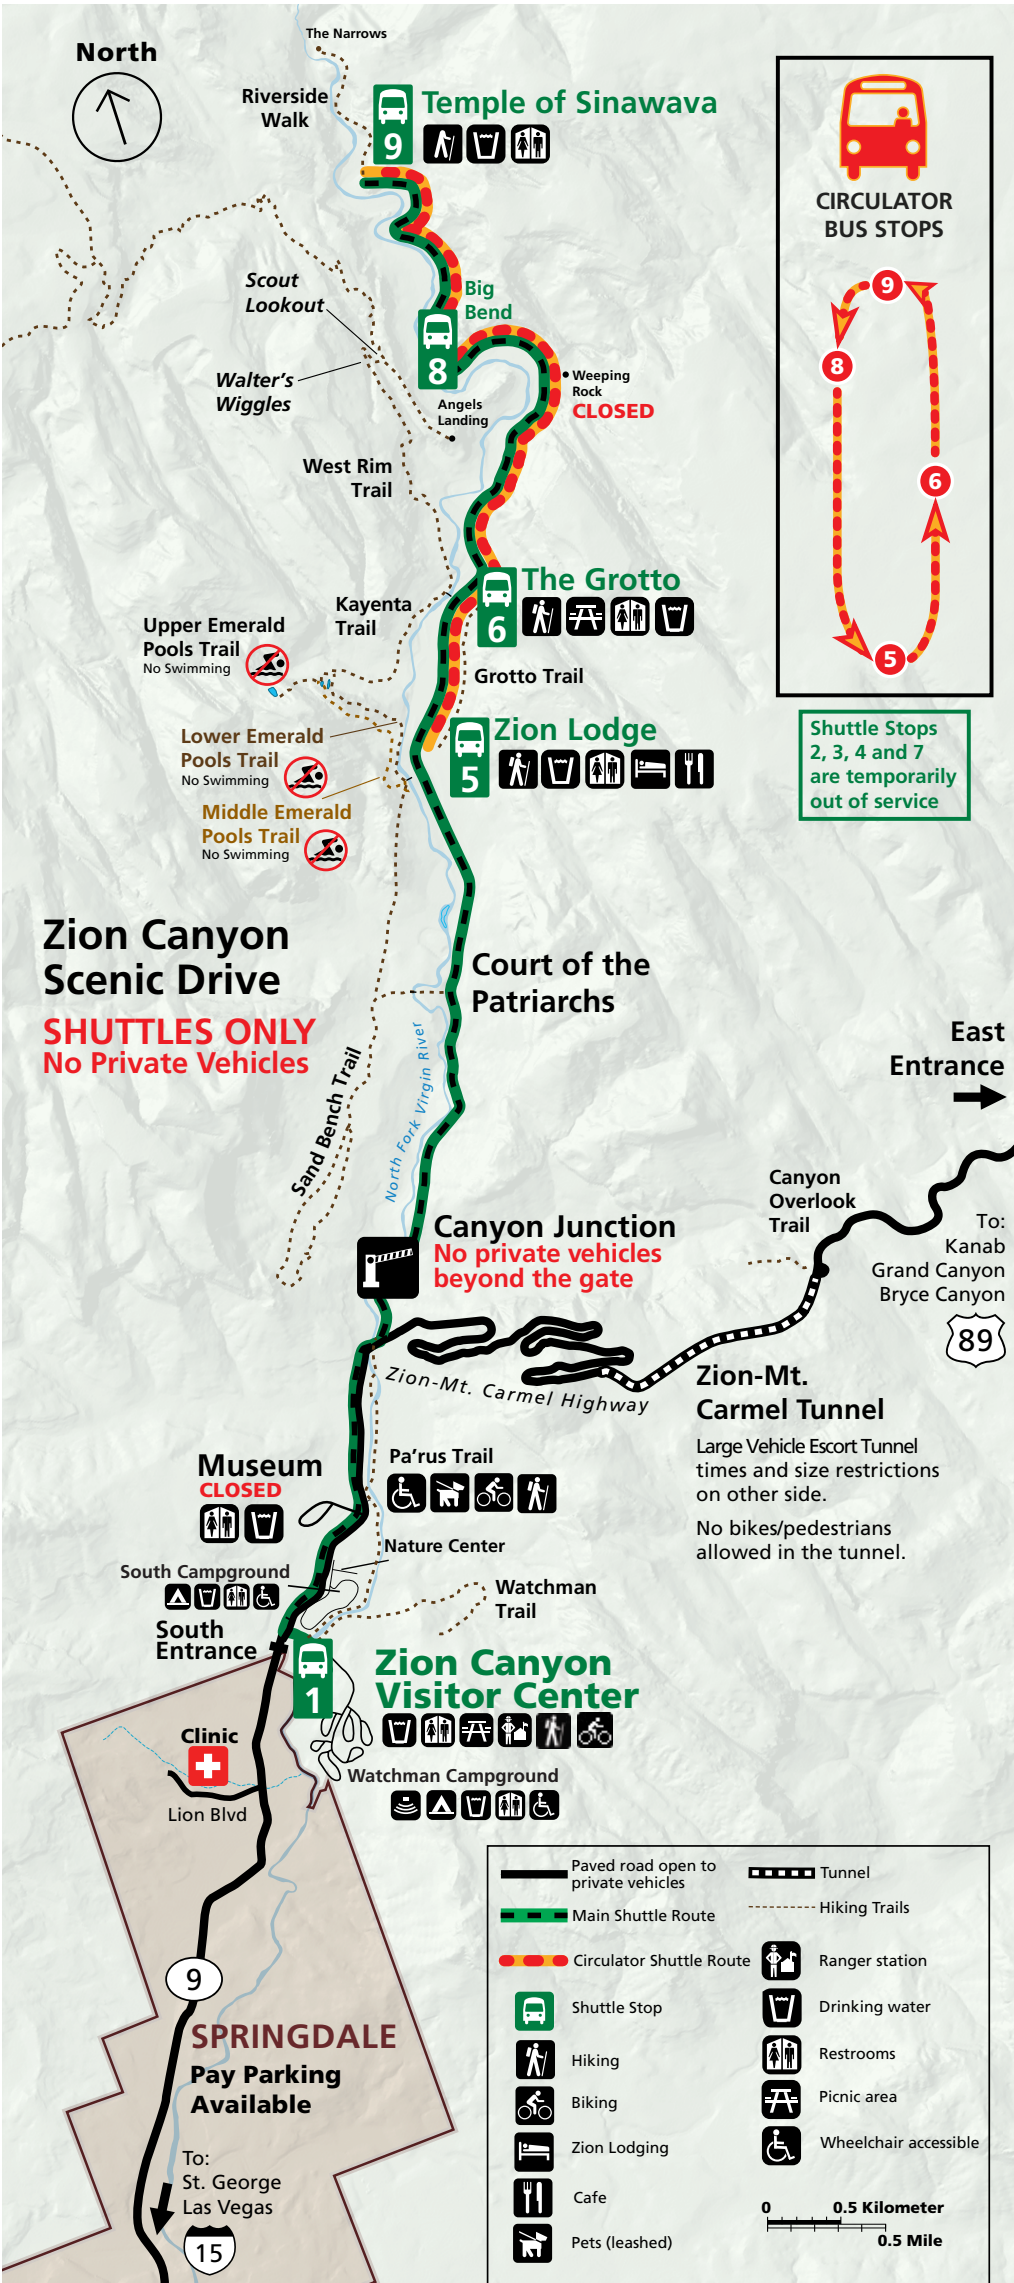 The Narrows
North
Riverside
Walk
9
Temple of Sinawava
CIRCULATOR
BUS STOPS
9
8
6
5
Scout
Lookout
Big
Bend
8
Walter's
Wiggles
Weeping
Rock
CLOSED
Angels
Landing
West Rim
Trail
The Grotto
6
Kayenta
Trail
Upper Emerald
Pools Trail
No Swimming
Grotto Trail
Zion Lodge
5
Shuttle Stops
2, 3, 4 and 7
are temporarily
out of service
Lower Emerald
Pools Trail
No Swimming
Middle Emerald
Pools Trail
No Swimming
Zion Canyon
Scenic Drive
SHUTTLES ONLY
No Private Vehicles
Court of the
Patriarchs
East
Entrance
North Fork Virgin River
Sand Bench Trail
Canyon
Overlook
Trail
Canyon Junction
No private vehicles
beyond the gate
To:
Kanab
Grand Canyon
Bryce Canyon
89
Zion-Mt. Carmel Highway
Zion-Mt.
Carmel Tunnel
Large Vehicle Escort Tunnel
times and size restrictions
on other side.
No bikes/pedestrians
allowed in the tunnel.
Museum
CLOSED
Pa'rus Trail
Nature Center
South Campground
Watchman
Trail
South
Entrance
1
Zion Canyon
Visitor Center
Clinic
Watchman Campground
Lion Blvd
9
SPRINGDALE
Pay Parking
Available
To:
St. George
Las Vegas
15
Paved road open to
private vehicles
Main Shuttle Route
Circulator Shuttle Route
Shuttle Stop
Hiking
Biking
Zion Lodging
Cafe
Pets (leashed)
Tunnel
Hiking Trails
Ranger station
Drinking water
Restrooms
Picnic area
Wheelchair accessible
0 0.5 Kilometer
0.5 Mile